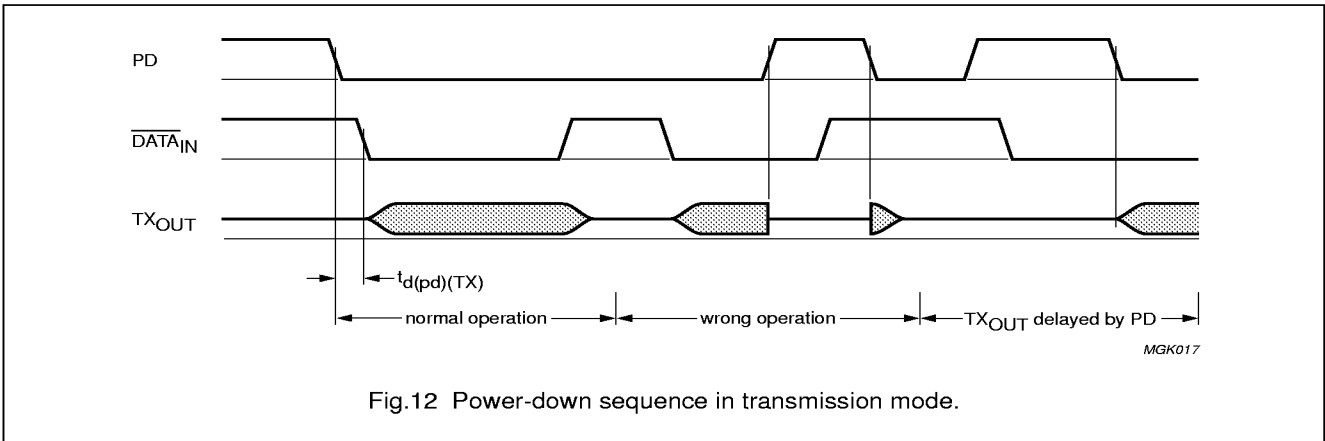 PD
DATAIN
TXOUT
td(pd)(TX)
normal operation
wrong operation
TXOUT delayed by PD
MGK017
Fig.12 Power-down sequence in transmission mode.